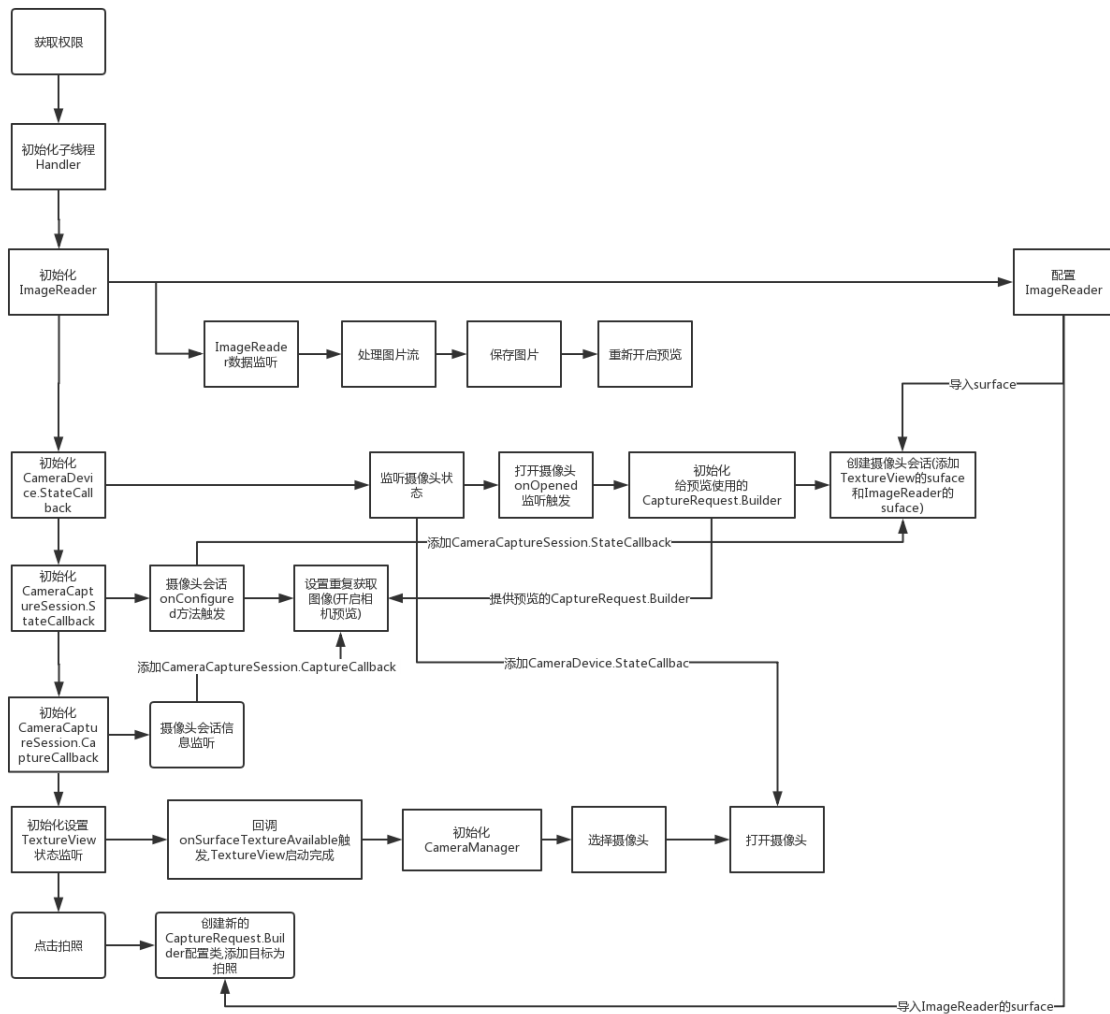 获取权限
初始化子线程
Handler
初始化
ImageReader
配置
ImageReader
ImageReade
r数据监听
处理图片流
保存图片
重新开启预览
导入surface
初始化
CameraDevi
ce.StateCall
back
监听摄像头状
态
打开摄像头
onOpened
监听触发
初始化
给预览使用的
CaptureRequest.Builder
创建摄像头会话(添加
TextureView的suface
和ImageReader的
suface)
添加CameraCaptureSession.StateCallback
初始化
CameraCapt
ureSession.S
tateCallback
摄像头会话
onConfigure
d方法触发
设置重复获取
图像(开启相
机预览)
提供预览的CaptureRequest.Builder
添加CameraCaptureSession.CaptureCallback
添加CameraDevice.StateCallbac
初始化
CameraCaptu
reSession.Ca
ptureCallback
摄像头会话信
息监听
初始化设置
TextureView
状态监听
回调
onSurfaceTextureAvailable触
发,TextureView启动完成
初始化
CameraManager
选择摄像头
打开摄像头
点击拍照
创建新的
CaptureRequest.Buil
der配置类,添加目标为
拍照
导入ImageReader的surface